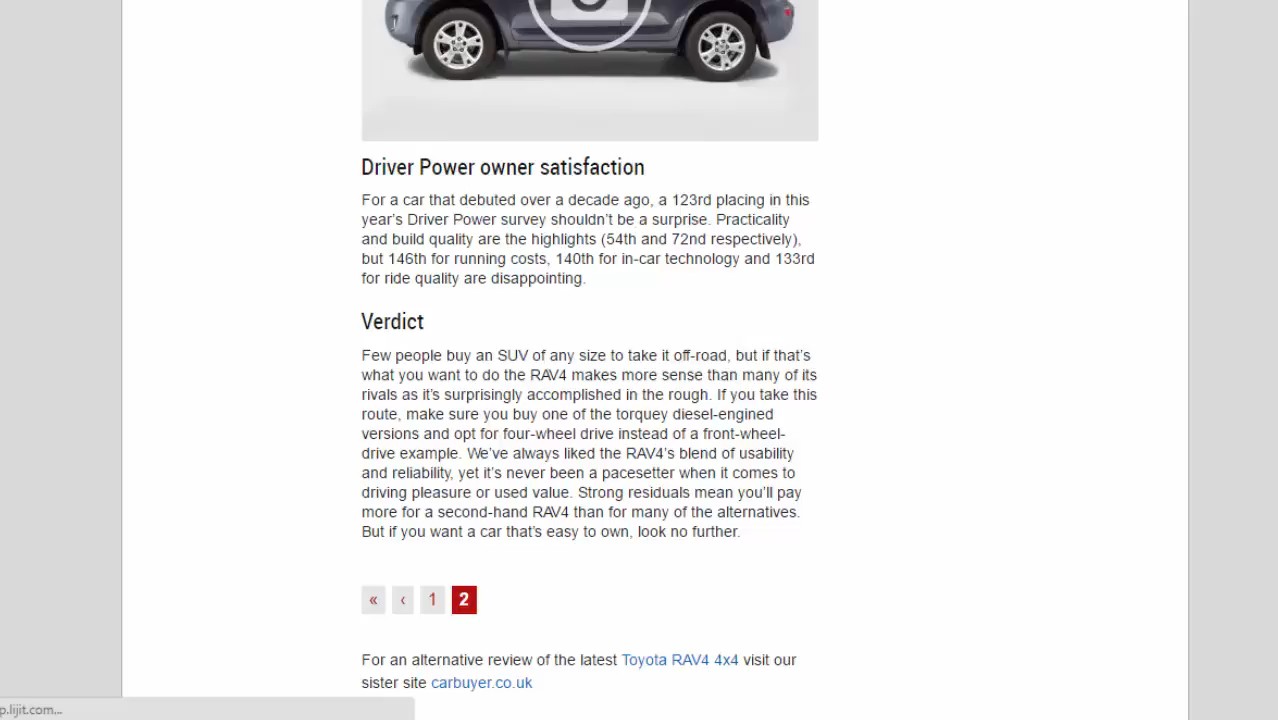 Driver Power owner satisfaction
For a car that debuted over a decade ago, a 123rd placing in this
year’s Driver Power survey shouldn’t be a surprise. Practicality
and build quality are the highlights (54th and 72nd respectively),
but 146th for running costs, 140th for in-car technology and 133rd
for ride quality are disappointing.
Verdict
Few people buy an SUV of any size to take it off-road, but if that’s
what you want to do the RAV4 makes more sense than many of its
rivals as it’s surprisingly accomplished in the rough. If you take this
route, make sure you buy one of the torquey diesel-engined
versions and opt for four-wheel drive instead of a front-wheel-
drive example. We’ve always liked the RAV4’s blend of usability
and reliability, yet it’s never been a pacesetter when it comes to
driving pleasure or used value. Strong residuals mean you’ll pay
more for a second-hand RAV4 than for many of the alternatives.
But if you want a car that’s easy to own, look no further.
« ‹ 1 2
For an alternative review of the latest Toyota RAV4 4x4 visit our
sister site carbuyer.co.uk
p.lijit.com...